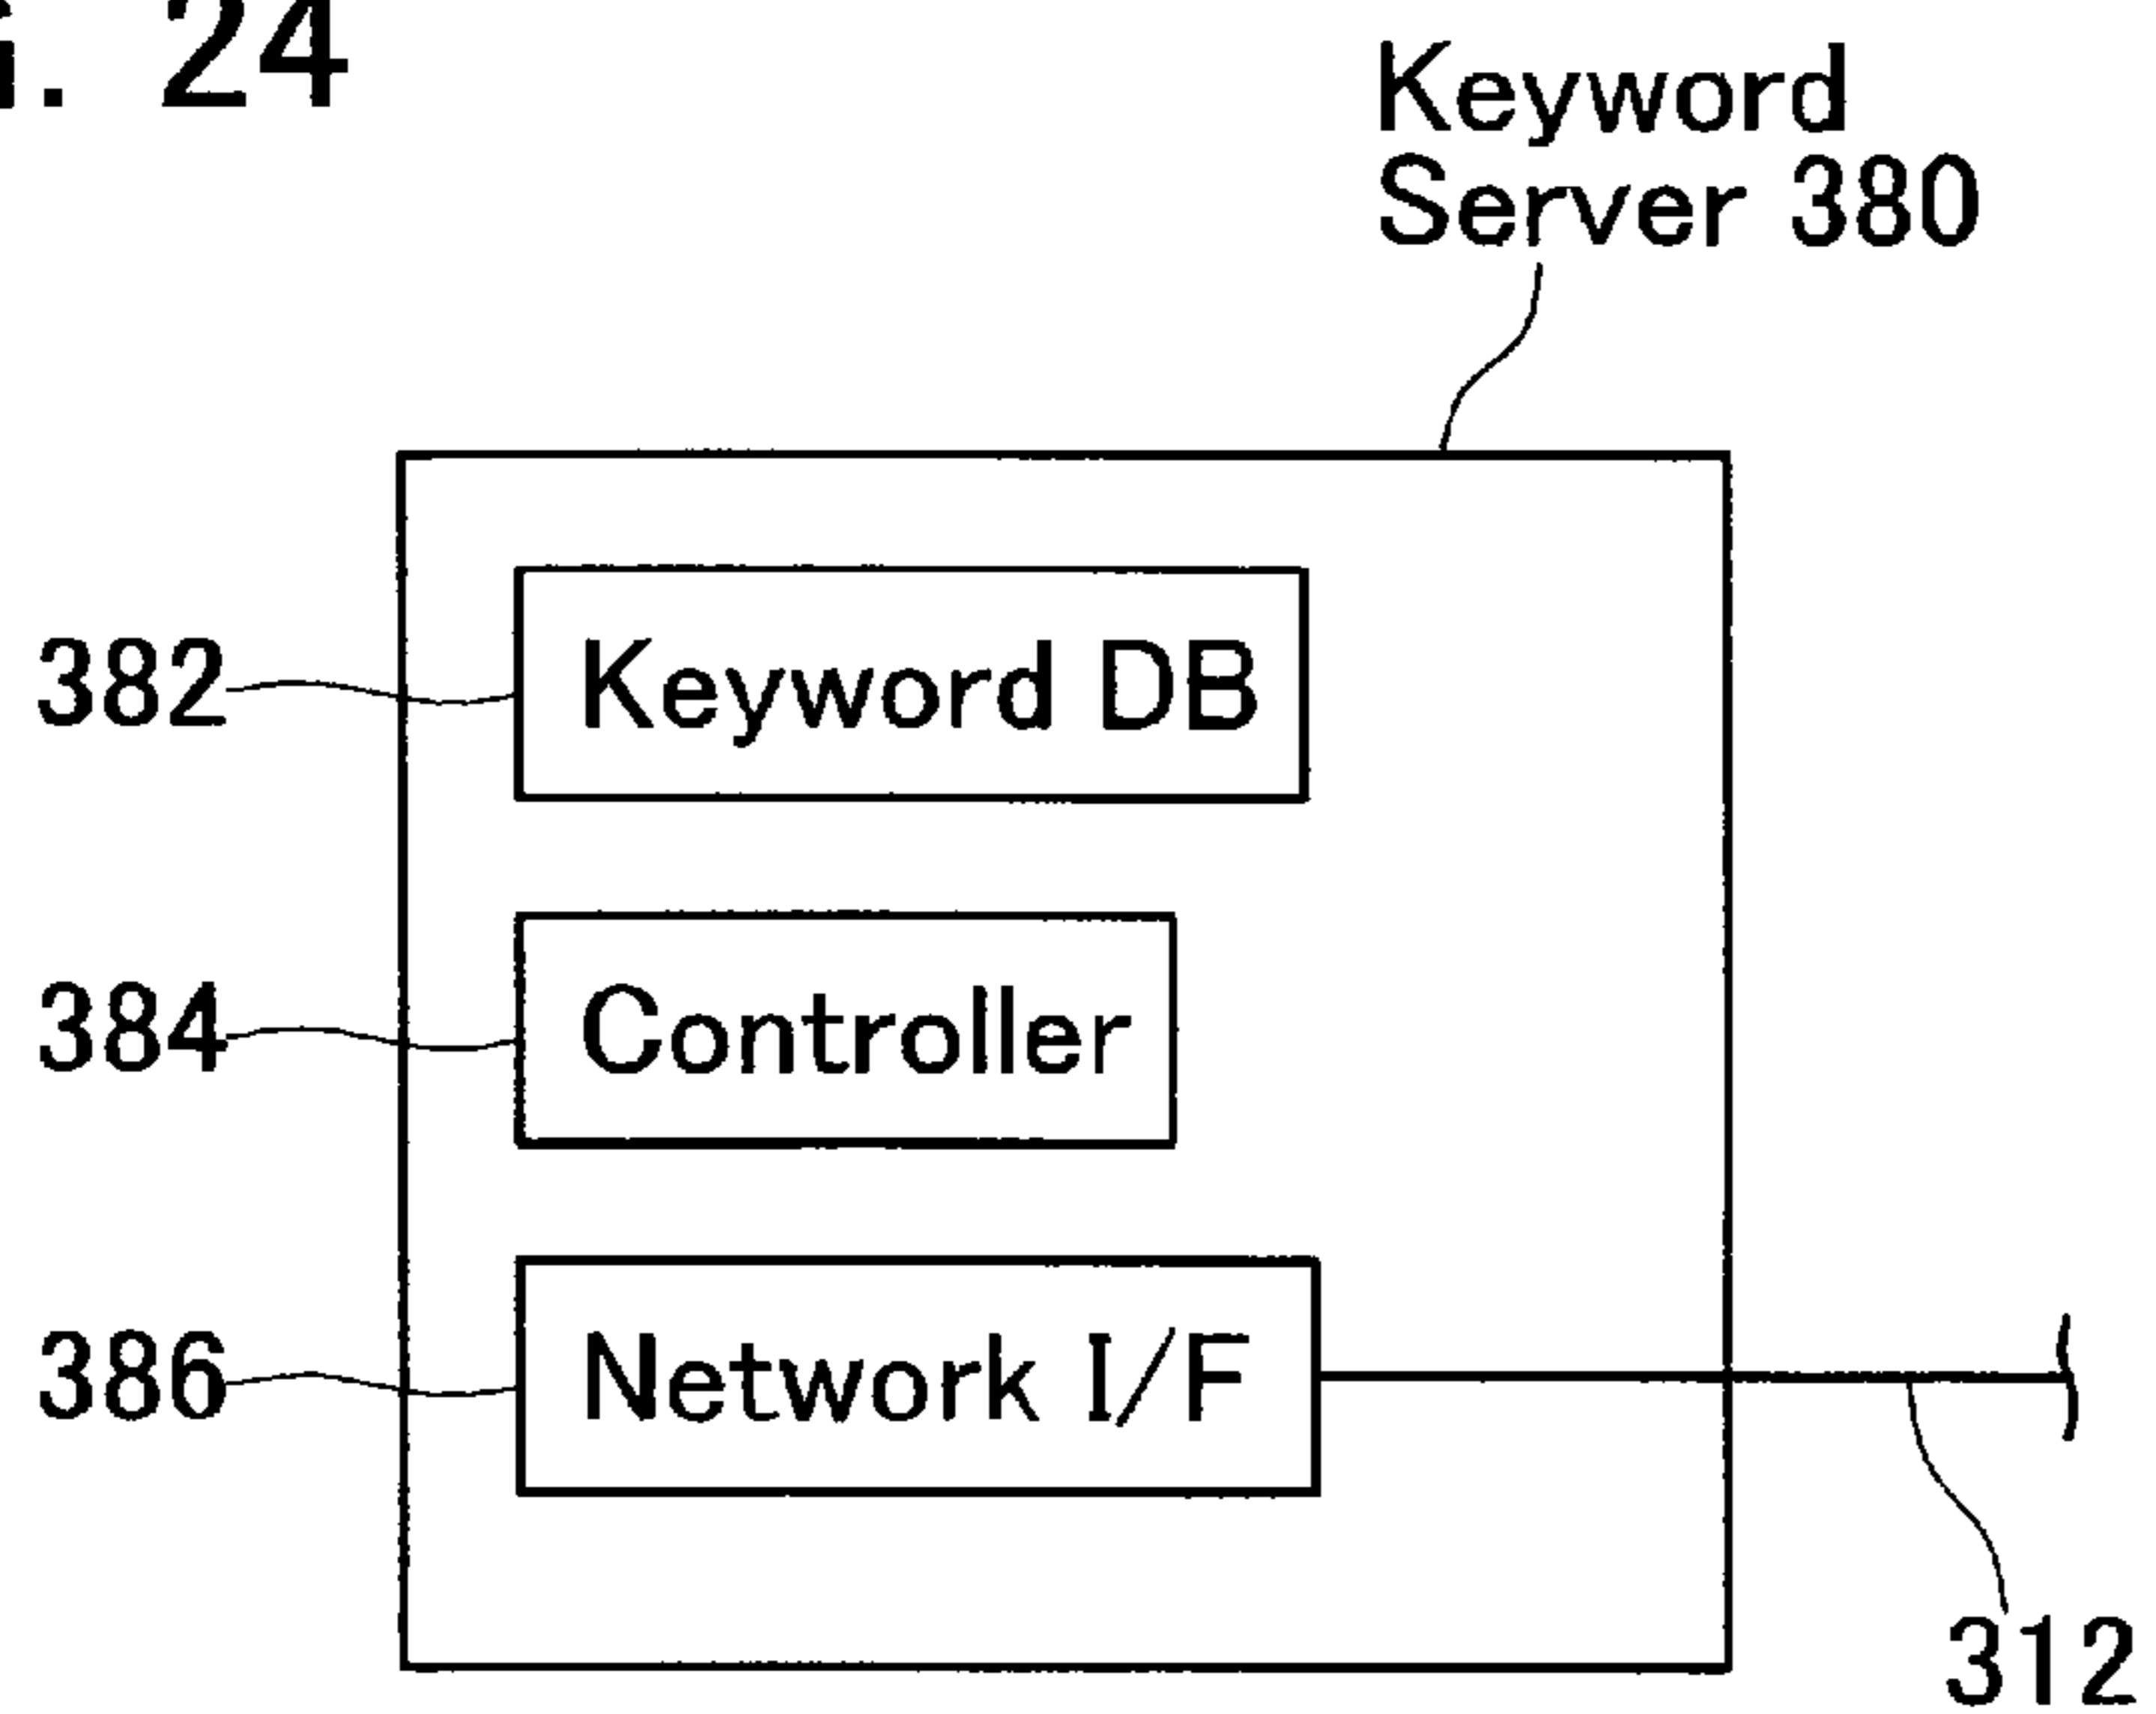 G. 24
Keyword
Server 380
382
Keyword DB
384
Controller
386
Network I/F
312